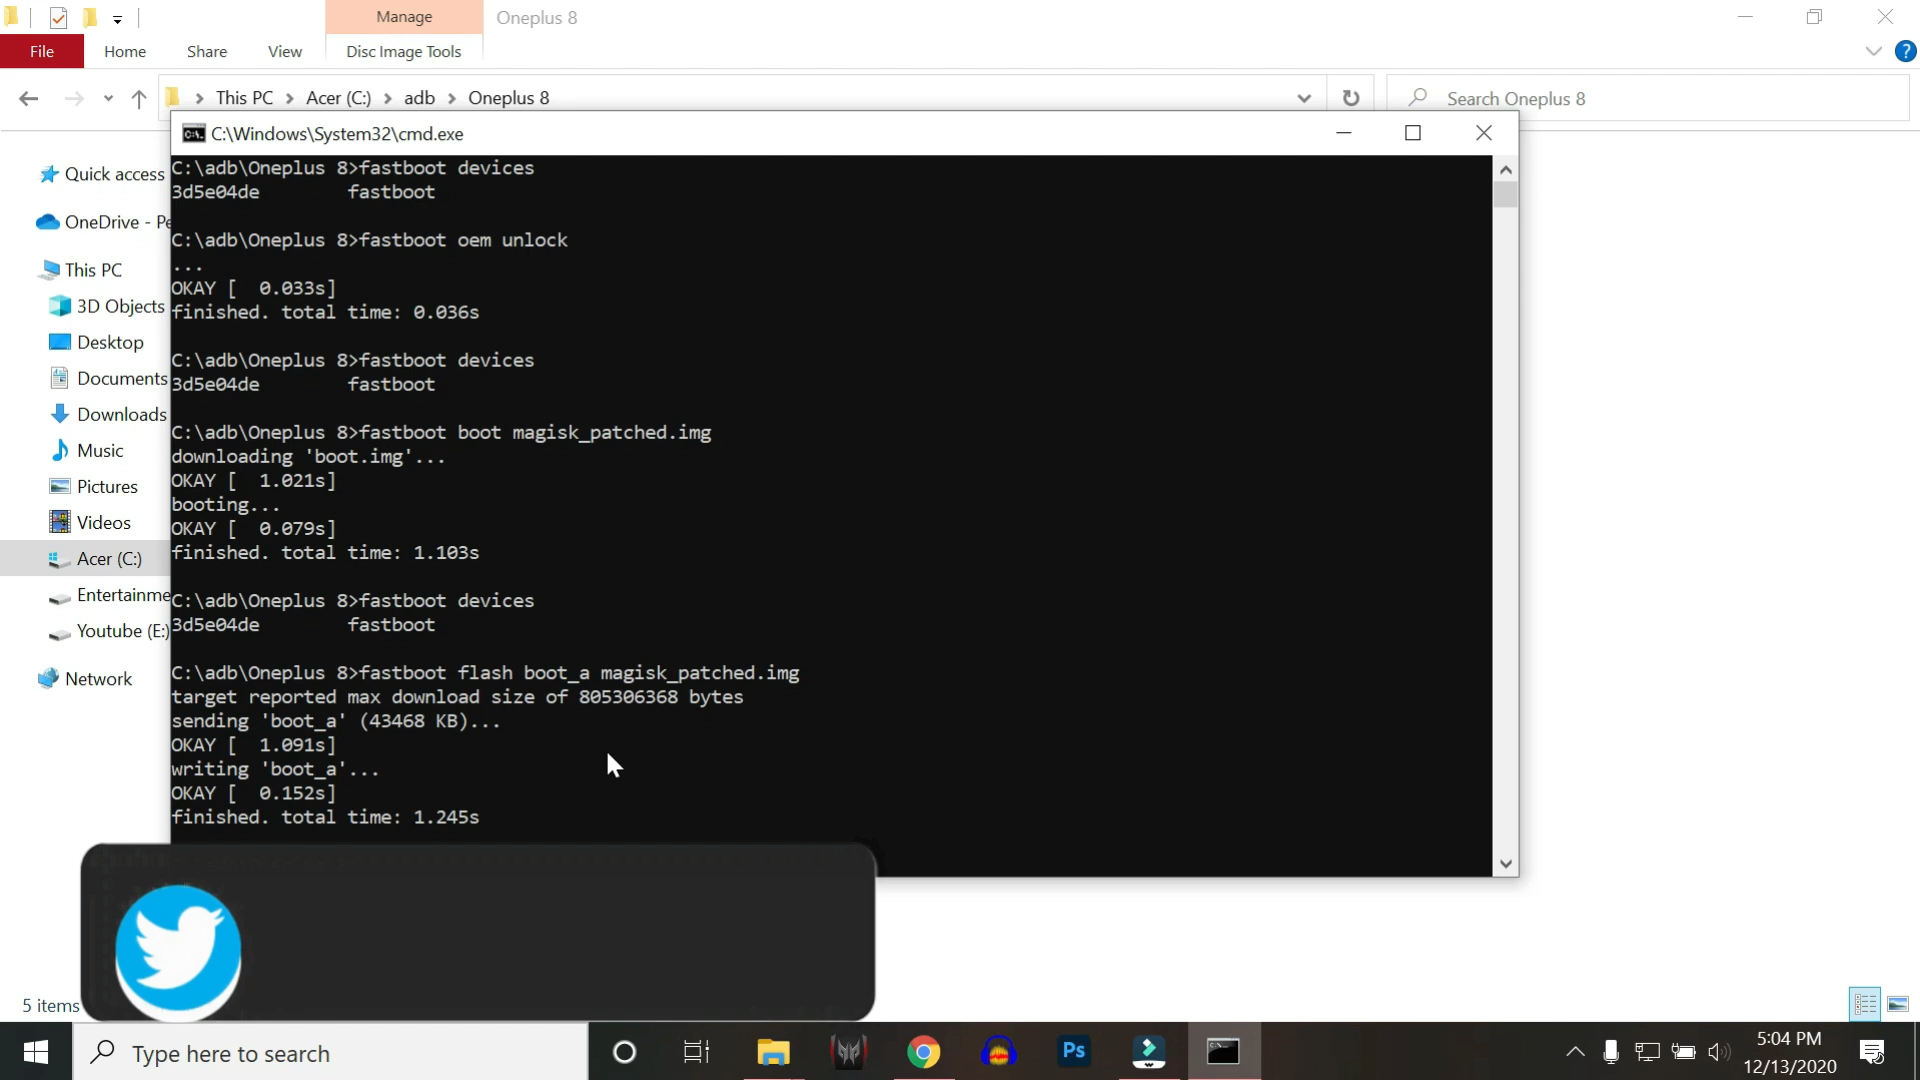 Manage
Oneplus 8
File
Home
Share
View
Disc Image Tools
?
This PC
Acer (C:)
adb
Oneplus 8
Search Oneplus 8
C:\Windows\System32\cmd.exe
Quick access
OneDrive - Pe
This PC
3D Objects
Desktop
Documents
Downloads
Music
Pictures
Videos
Acer (C:)
Entertainme
Youtube (E:)
Network
C:\adb\Oneplus 8>fastboot devices
3d5e04de        fastboot
C:\adb\Oneplus 8>fastboot oem unlock
...
OKAY [  0.033s]
finished. total time: 0.036s
C:\adb\Oneplus 8>fastboot devices
3d5e04de        fastboot
C:\adb\Oneplus 8>fastboot boot magisk_patched.img
downloading 'boot.img'...
OKAY [  1.021s]
booting...
OKAY [  0.079s]
finished. total time: 1.103s
C:\adb\Oneplus 8>fastboot devices
3d5e04de        fastboot
C:\adb\Oneplus 8>fastboot flash boot_a magisk_patched.img
target reported max download size of 805306368 bytes
sending 'boot_a' (43468 KB)...
OKAY [  1.091s]
writing 'boot_a'...
OKAY [  0.152s]
finished. total time: 1.245s
5 items
Type here to search
Ps
5:04 PM
12/13/2020